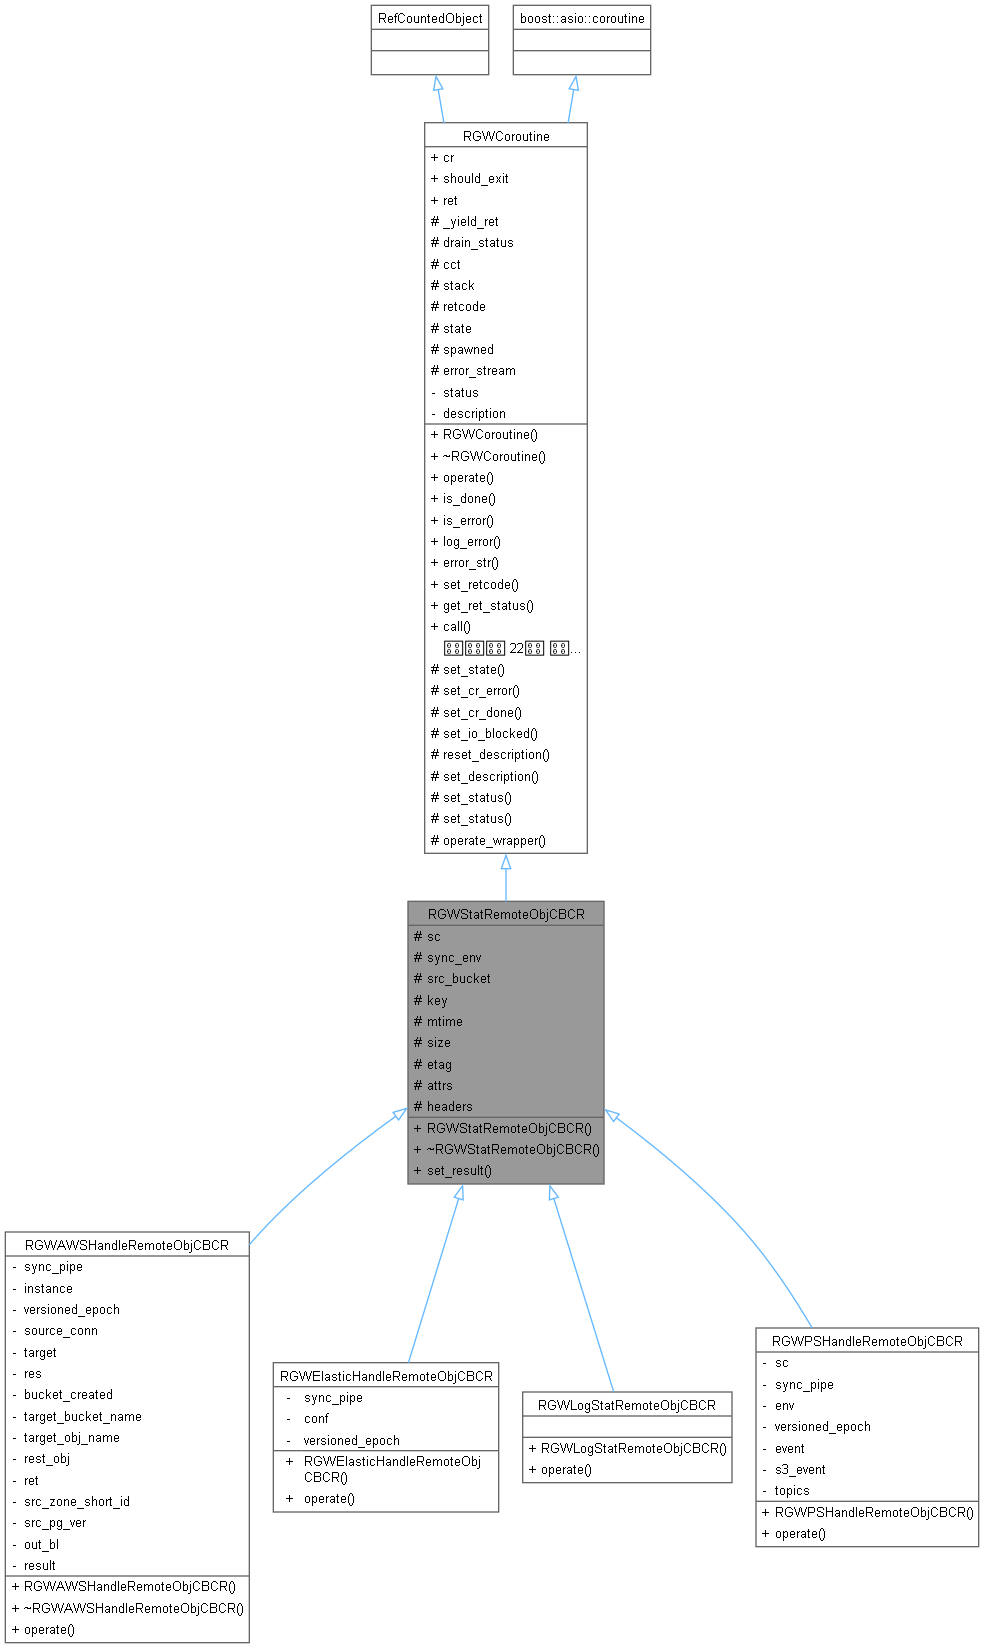 RefCountedObject
boost::asio::coroutine
RGWCoroutine
+ cr
+ should_exit
+ ret
# _yield_ret
# drain_status
# cct
# stack
# retcode
# state
# spawned
# error_stream
- status
- description
+ RGWCoroutine()
+ ~RGWCoroutine()
+ operate()
+ is_done()
+ is_error()
+ log_error()
+ error_str()
+ set_retcode()
+ get_ret_status()
+ call()
22 ...
# set_state()
# set_cr_error()
# set_cr_done()
# set_io_blocked()
# reset_description()
# set_description()
# set_status()
# set_status()
# operate_wrapper()
RGWStatRemoteObjCBCR
# sc
# sync_env
# src_bucket
# key
# mtime
# size
# etag
# attrs
# headers
+ RGWStatRemoteObjCBCR()
+ ~RGWStatRemoteObjCBCR()
+ set_result()
RGWAWSHandleRemoteObjCBCR
- sync_pipe
- instance
- versioned_epoch
- source_conn
- target
- res
- bucket_created
- target_bucket_name
- target_obj_name
- rest_obj
- ret
- src_zone_short_id
- src_pg_ver
- out_bl
- result
+ RGWAWSHandleRemoteObjCBCR()
+ ~RGWAWSHandleRemoteObjCBCR()
+ operate()
RGWElasticHandleRemoteObjCBCR
- sync_pipe
- conf
- versioned_epoch
+ RGWElasticHandleRemoteObj
CBCR()
+ operate()
RGWLogStatRemoteObjCBCR
+ RGWLogStatRemoteObjCBCR()
+ operate()
RGWPSHandleRemoteObjCBCR
- sc
- sync_pipe
- env
- versioned_epoch
- event
- s3_event
- topics
+ RGWPSHandleRemoteObjCBCR()
+ operate()